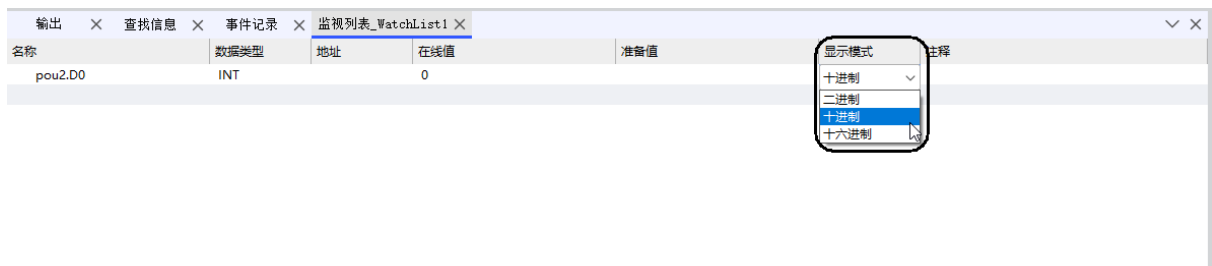 输出 查找信息 事件记录 监视列表_WatchList1
名称 数据类型 地址 在线值 准备值 显示模式 注释
pou2.D0 INT 0 十进制
二进制
十进制
十六进制